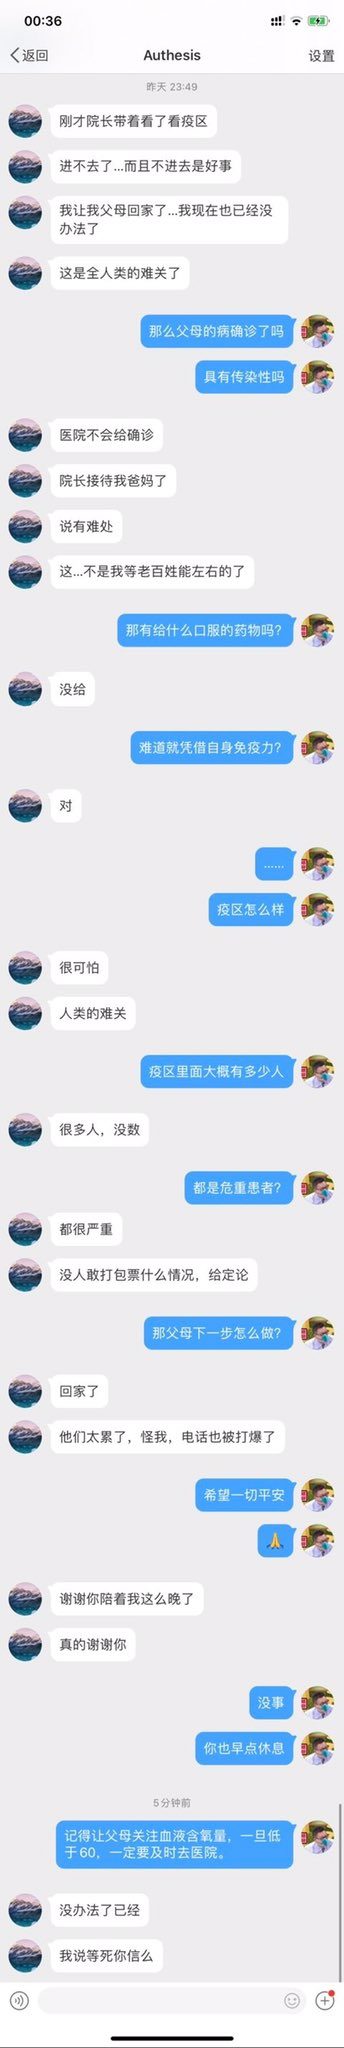 00:36
返回
Authesis
设置
昨天 23:49
刚才院长带着看了看疫区
进不去了...而且不进去是好事
我让我父母回家了...我现在也已经没
办法了
这是全人类的难关了
那么父母的病确诊了吗
具有传染性吗
医院不会给确诊
院长接待我爸妈了
说有难处
这...不是我等老百姓能左右的了
那有给什么口服的药物吗？
没给
难道就凭借自身免疫力？
对
......
疫区怎么样
很可怕
人类的难关
疫区里面大概有多少人
很多人，没数
都是危重患者？
都很严重
没人敢打包票什么情况，给定论
那父母下一步怎么做？
回家了
他们太累了，怪我，电话也被打爆了
希望一切平安
🙏
谢谢你陪着我这么晚了
真的谢谢你
没事
你也早点休息
5分钟前
记得让父母关注血液含氧量，一旦低
于60，一定要及时去医院。
没办法了已经
我说等死你信么